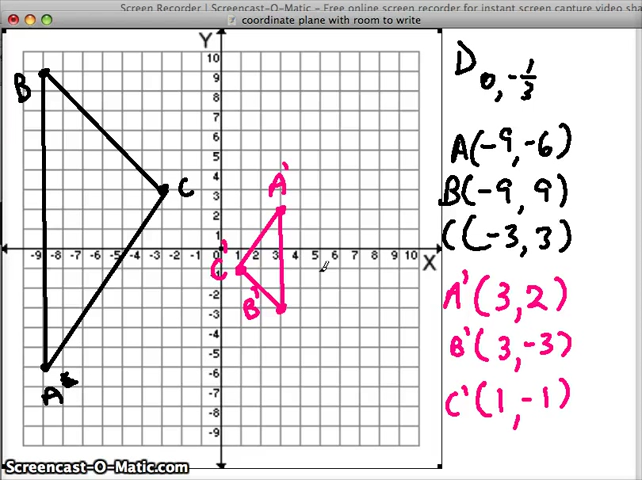 Screen Recorder | Screencast-O-Matic - Free online screen recorder for instant screen capture video sha
coordinate plane with room to write
Y
10
9
8
7
6
5
4
3
2
1
0
-9 -8 -7 -6 -5 -4 -3 -2 -1 0 1 2 3 4 5 6 7 8 9 10
X
-1
-2
-3
-4
-5
-6
-7
-8
-9
B
C
A
A'
C'
B'
D0,-1/3
A(-9,-6)
B(-9,9)
C(-3,3)
A'(3,2)
B'(3,-3)
C'(1,-1)
Screencast-O-Matic.com